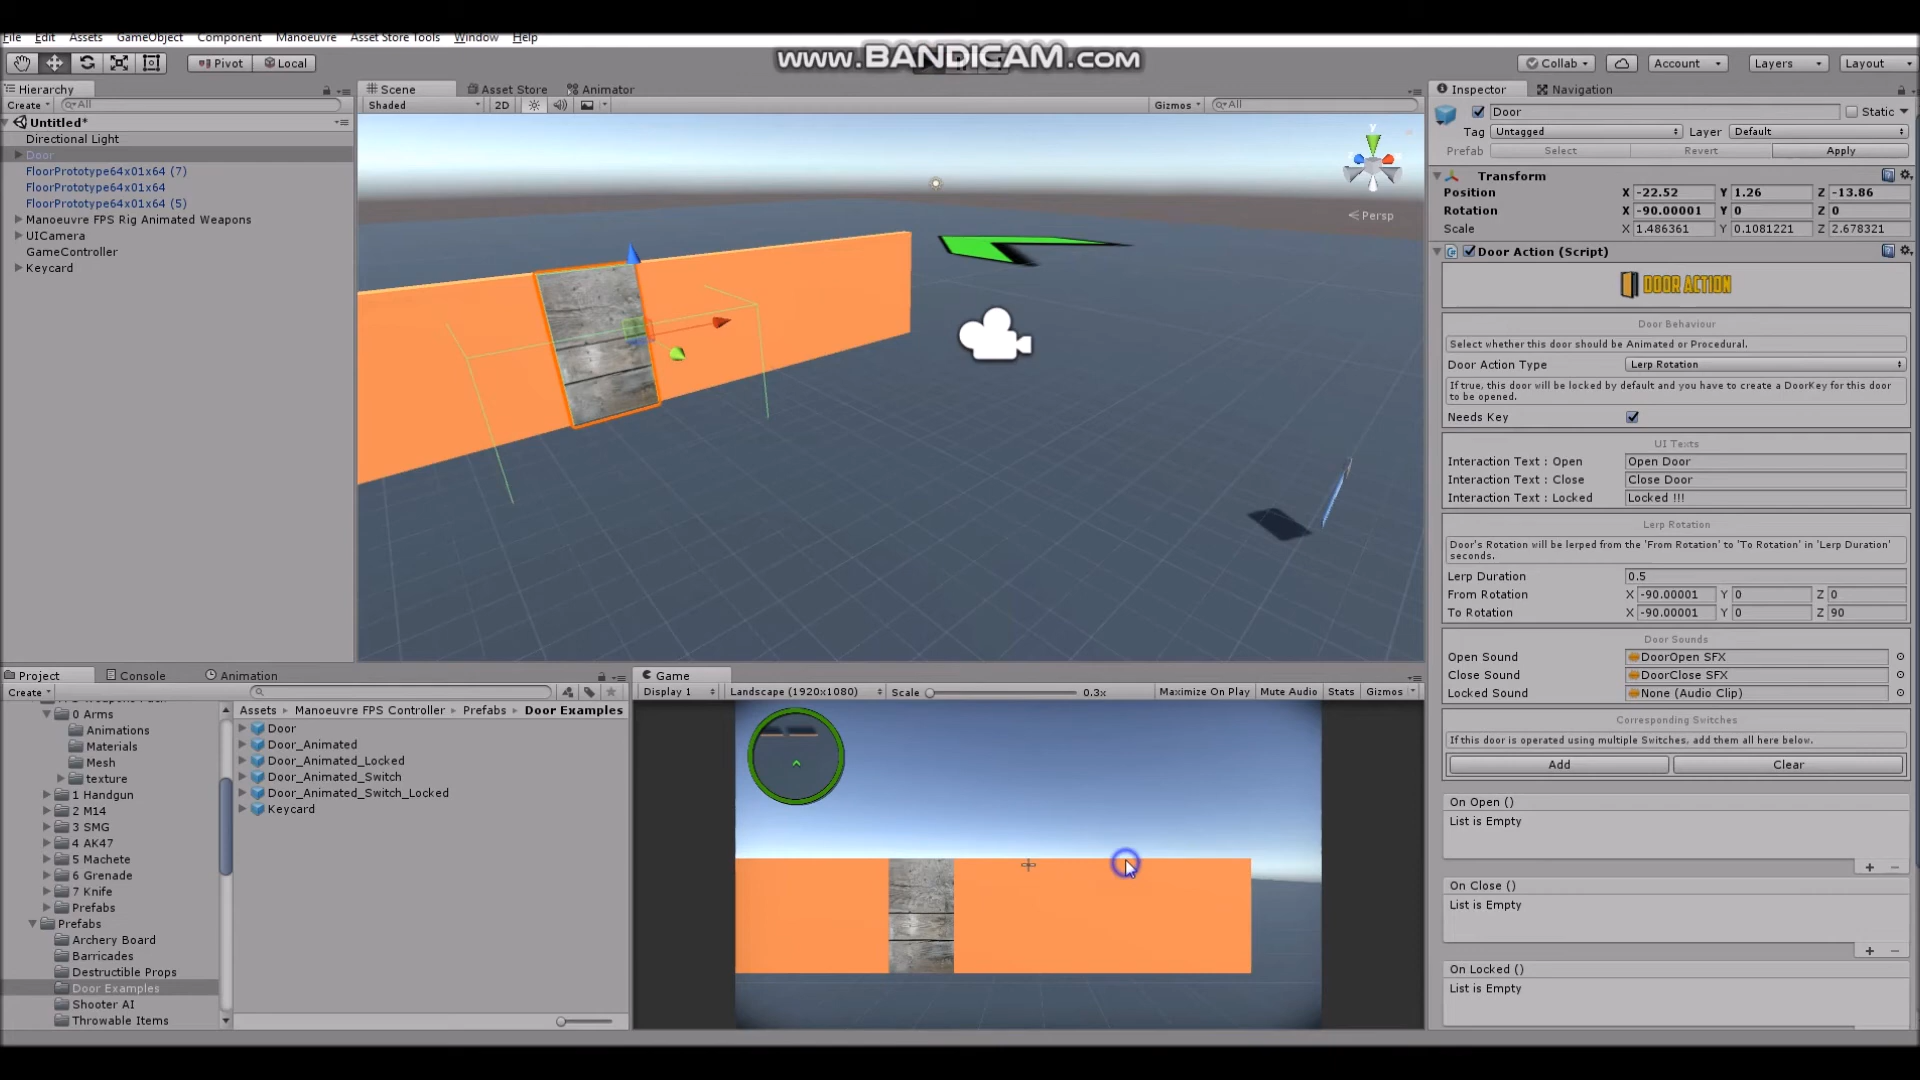 File Edit Assets GameObject Component Manoeuvre Asset Store Tools Window Help
www.BANDICAM.com
Pivot Local
Collab Account Layers Layout
Hierarchy
Create All
Untitled*
Directional Light
Door
FloorPrototype64x01x64 (7)
FloorPrototype64x01x64
FloorPrototype64x01x64 (5)
Manoeuvre FPS Rig Animated Weapons
UICamera
GameController
Keycard
Scene Asset Store Animator
Shaded 2D Gizmos All
y
Persp
Inspector Navigation
Door Static
Tag Untagged Layer Default
Prefab Select Revert Apply
Transform
Position X -22.52 Y 1.26 Z -13.86
Rotation X -90.00001 Y 0 Z 0
Scale X 1.486361 Y 0.1081221 Z 2.678321
Door Action (Script)
DOOR ACTION
Door Behaviour
Select whether this door should be Animated or Procedural.
Door Action Type Lerp Rotation
If true, this door will be locked by default and you have to create a DoorKey for this door
to be opened.
Needs Key
UI Texts
Interaction Text : Open Open Door
Interaction Text : Close Close Door
Interaction Text : Locked Locked !!!
Lerp Rotation
Door's Rotation will be lerped from the 'From Rotation' to 'To Rotation' in 'Lerp Duration'
seconds.
Lerp Duration 0.5
From Rotation X -90.00001 Y 0 Z 0
To Rotation X -90.00001 Y 0 Z 90
Door Sounds
Open Sound DoorOpen SFX
Close Sound DoorClose SFX
Locked Sound None (Audio Clip)
Corresponding Switches
If this door is operated using multiple Switches, add them all here below.
Add Clear
On Open ()
List is Empty
On Close ()
List is Empty
On Locked ()
List is Empty
Project Console Animation
Create
0 Arms
Animations
Materials
Mesh
texture
1 Handgun
2 M14
3 SMG
4 AK47
5 Machete
6 Grenade
7 Knife
Prefabs
Prefabs
Archery Board
Barricades
Destructible Props
Door Examples
Shooter AI
Throwable Items
Assets Manoeuvre FPS Controller Prefabs Door Examples
Door
Door_Animated
Door_Animated_Locked
Door_Animated_Switch
Door_Animated_Switch_Locked
Keycard
Game
Display 1 Landscape (1920x1080) Scale 0.3x Maximize On Play Mute Audio Stats Gizmos